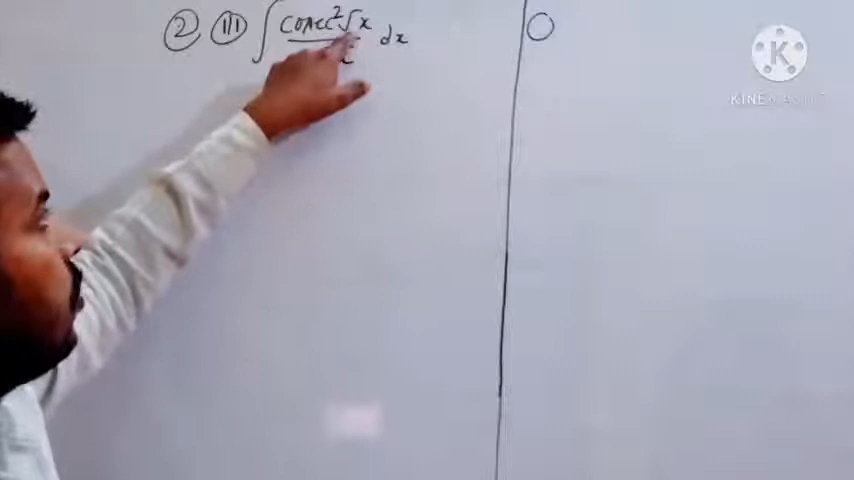 ② (III) ∫ cosec²√x dx
x
KINEMASTER